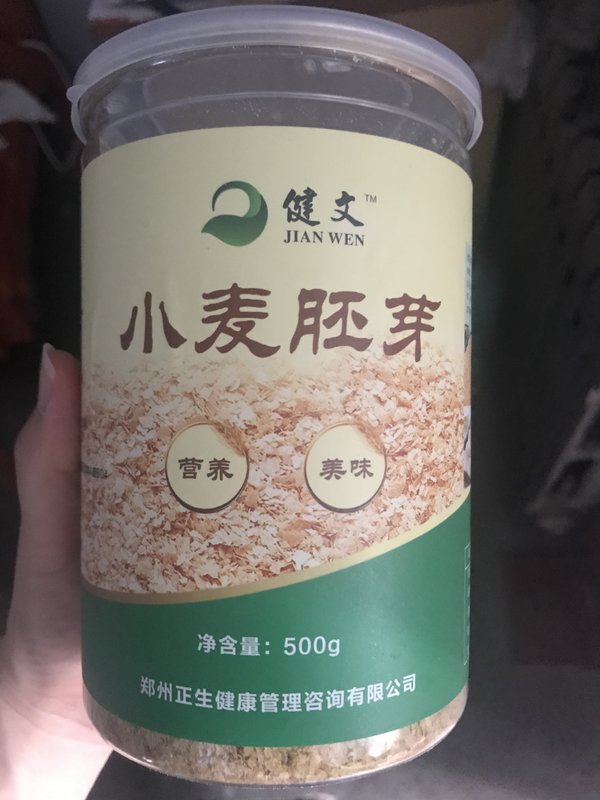 健文™
JIAN WEN
小麦胚芽
营养
美味
净含量：500g
郑州正生健康管理咨询有限公司